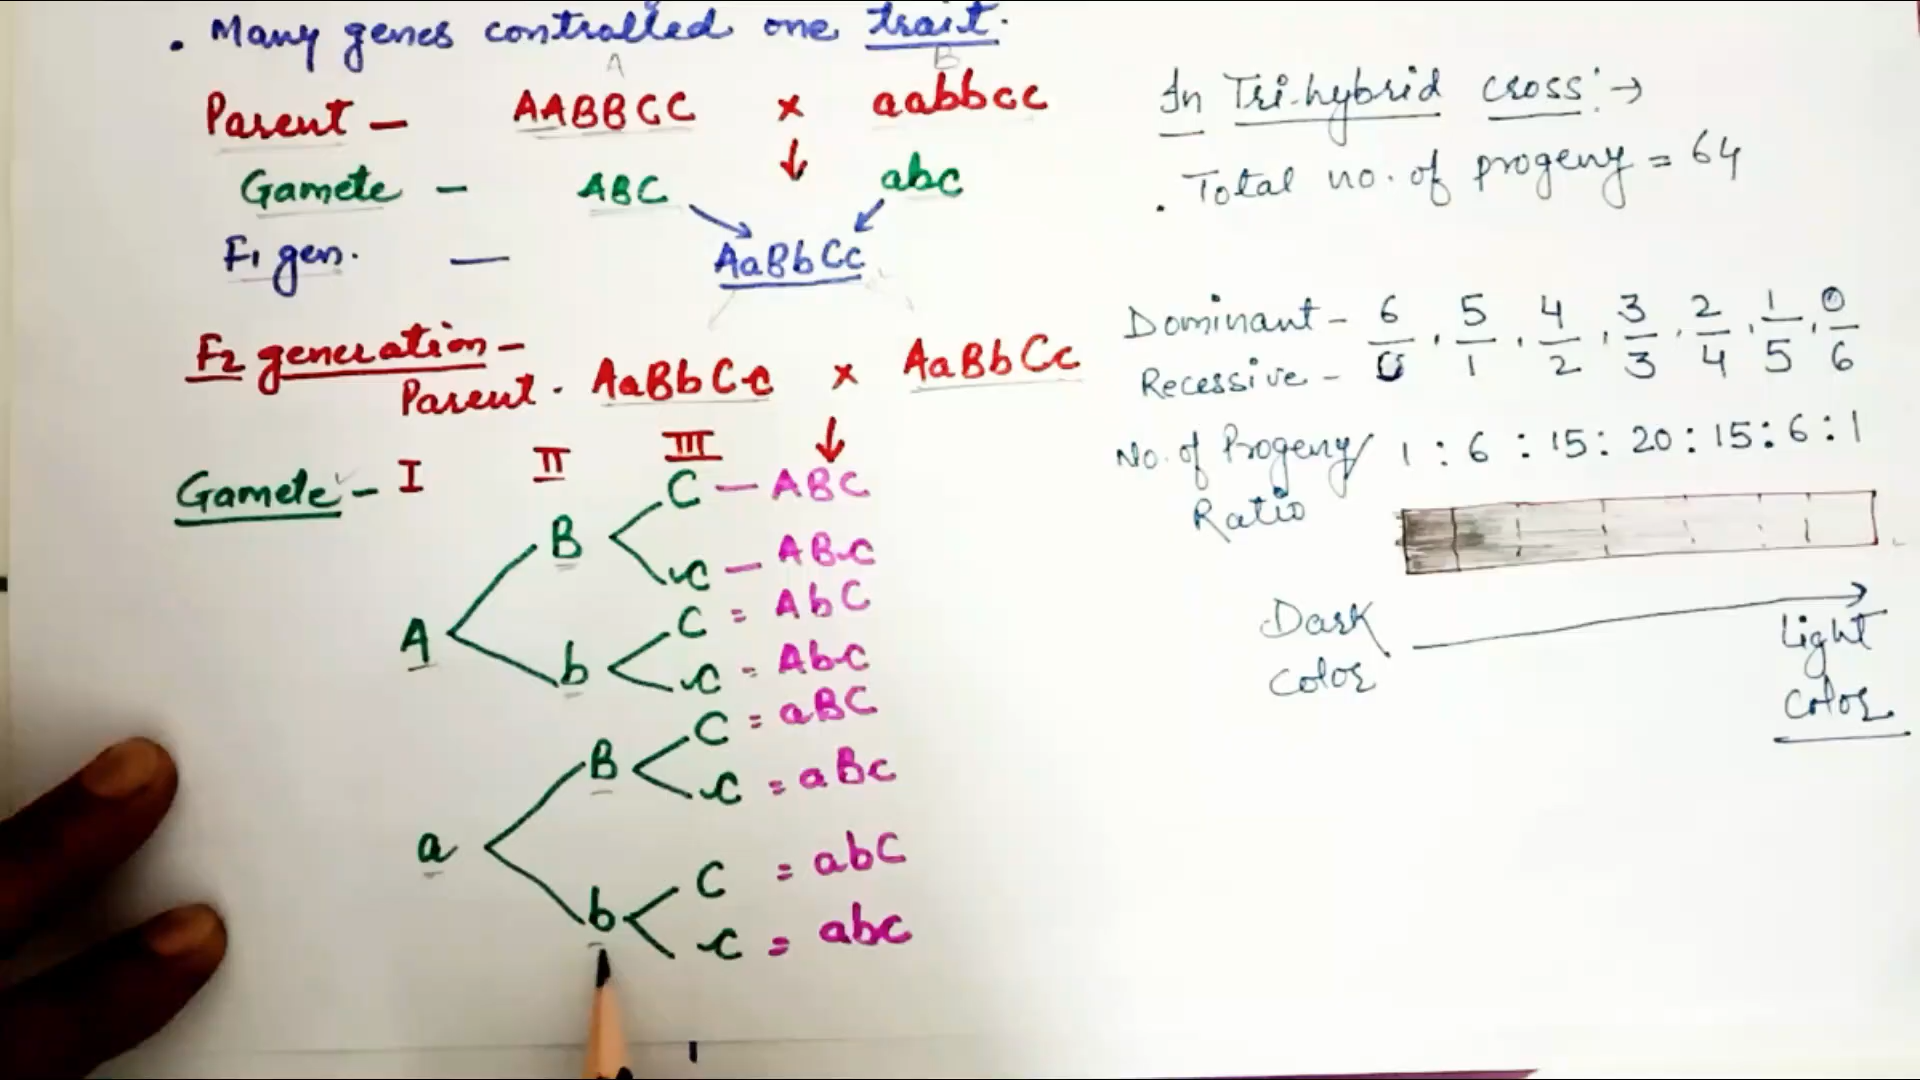 . Many genes controlled one trait.
A B
Parent - AABBCC x aabbcc
Gamete - ABC abc
F1 gen. - AaBbCc
F2 generation -
Parent. AaBbCc x AaBbCc
Gamete - I II III
C - ABC
B
c - ABc
A
C = AbC
b
c - Abc
C = aBC
B
c = aBc
a
C = abC
b
c = abc
In Tri-hybrid cross:→
. Total no. of progeny = 64
Dominant - 6 , 5 , 4 , 3 , 2 , 1 , 0
Recessive - 0 1 2 3 4 5 6
No. of Progeny/ 1 : 6 : 15 : 20 : 15 : 6 : 1
Ratio
Dark Light
Color Color